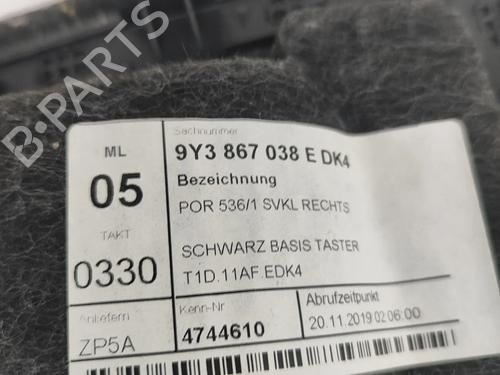 B-PARTS
Sachnummer
ML
9Y3 867 038 E DK4
05
Bezeichnung
POR 536/1 SVKL RECHTS
TAKT
0330
SCHWARZ BASIS TASTER
T1D.11AF.EDK4
Anliefern
Kenn-Nr
Abrufzeitpunkt
ZP5A
4744610
20.11.2019 02:06:00